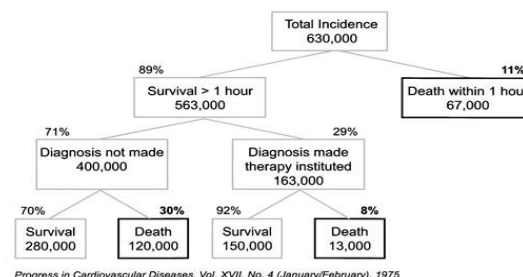 Total Incidence
630,000
89%
11%
Survival > 1 hour
563,000
Death within 1 hou
67,000
71%
29%
Diagnosis not made
400,000
Diagnosis made
therapy instituted
163,000
70%
30%
92%
8%
Survival
280,000
Death
120,000
Survival
150,000
Death
13,000
Progress in Cardiovascular Diseases, Vol. XVII, No. 4 (January/February), 1975